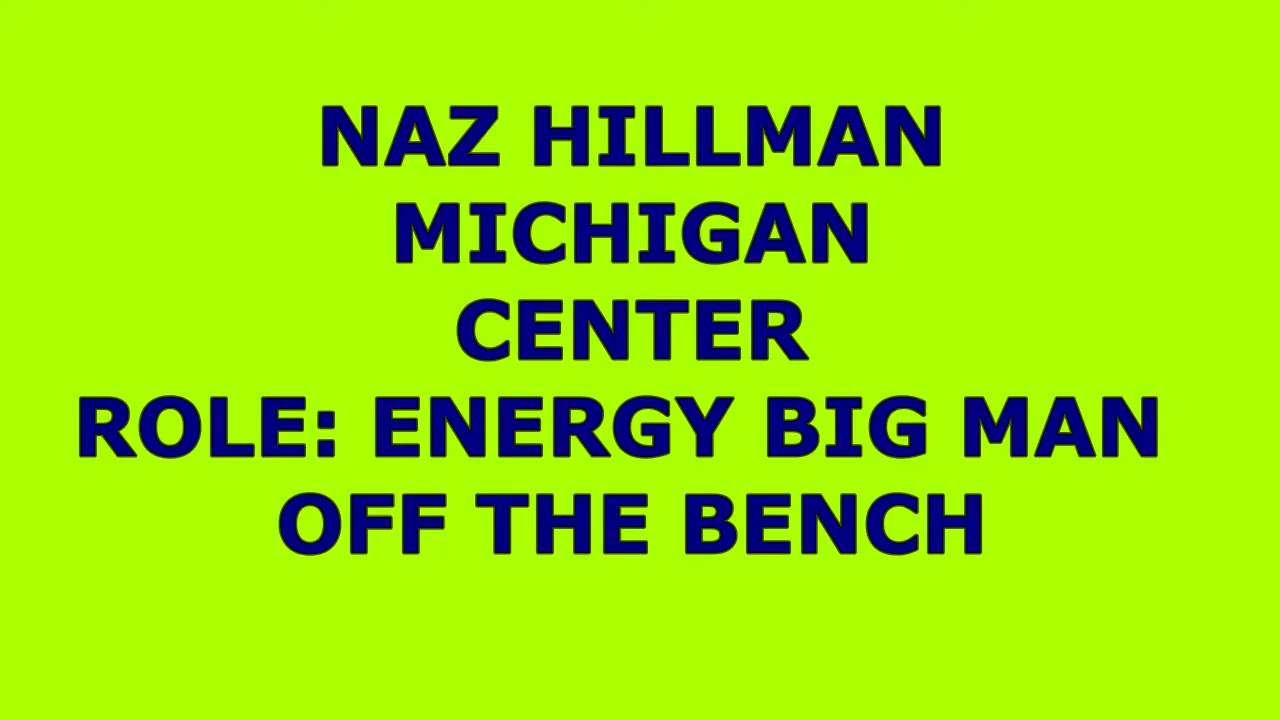 NAZ HILLMAN
MICHIGAN
CENTER
ROLE: ENERGY BIG MAN
OFF THE BENCH